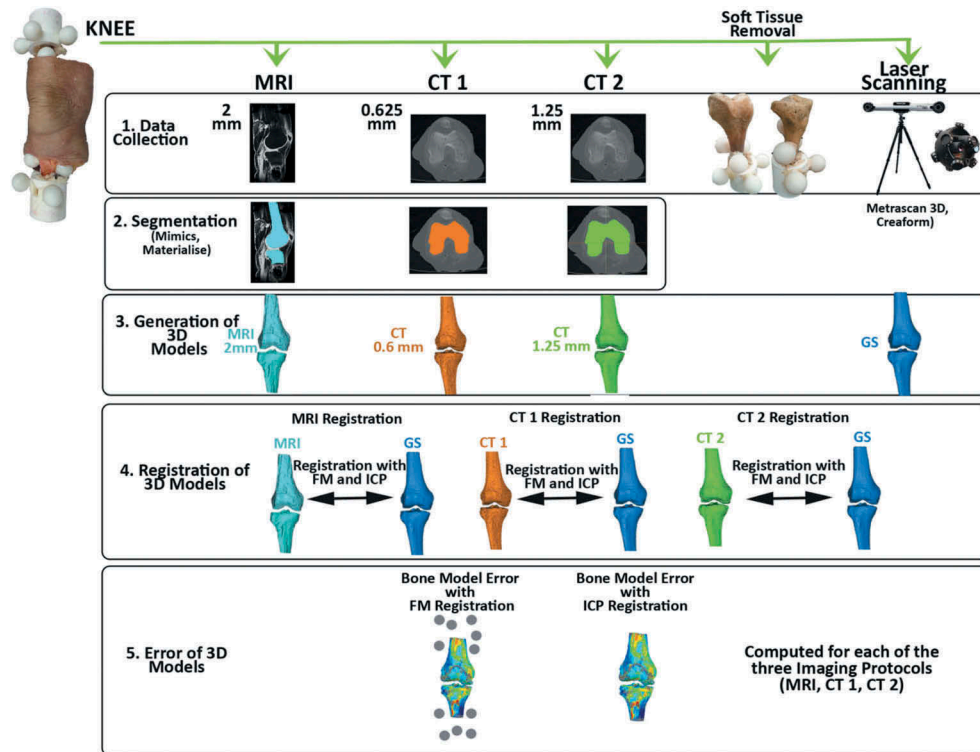 KNEE
Soft Tissue
Removal
MRI
CT 1
CT 2
Laser
Scanning
1. Data
Collection
2
mm
0.625
mm
1.25
mm
Metrascan 3D,
Creaform
2. Segmentation
(Mimics,
Materialise)
3. Generation of
3D
Models
MRI
2mm
CT
0.6 mm
CT
1.25 mm
GS
MRI Registration
CT 1 Registration
CT 2 Registration
4. Registration of
3D Models
MRI
Registration with
FM and ICP
GS
CT 1
Registration with
FM and ICP
GS
CT 2
Registration with
FM and ICP
GS
5. Error of 3D
Models
Bone Model Error
with
FM Registration
Bone Model Error
with
ICP Registration
Computed for each of the
three Imaging Protocols
(MRI, CT 1, CT 2)